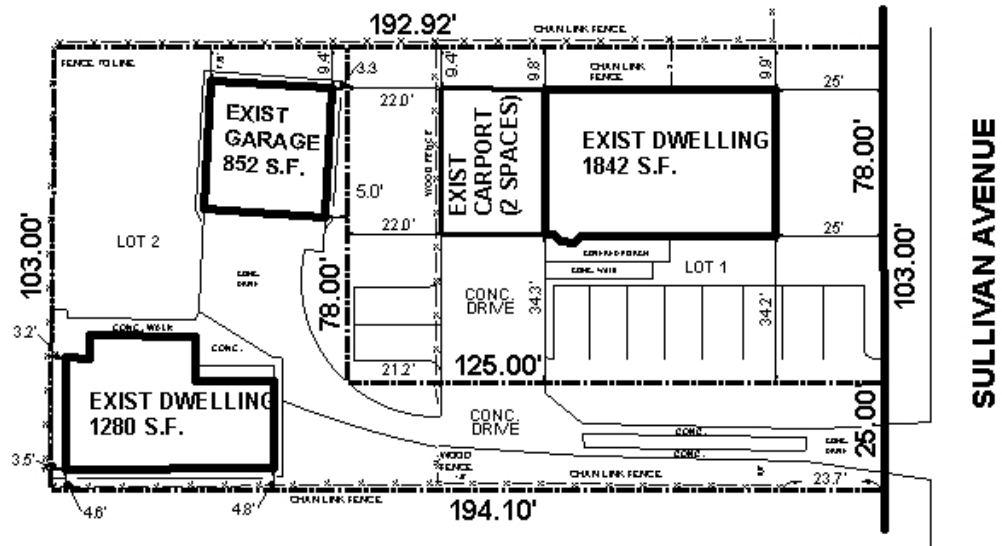 192.92'
CHAIN LINK FENCE
FENCE TO LINE
9.4'
3.3
9.4'
9.8'
CHAIN LINK
FENCE
9.9'
22.0'
25'
EXIST
GARAGE
852 S.F.
WOOD FENCE
EXIST
CARPORT
(2 SPACES)
EXIST DWELLING
1842 S.F.
78.00'
SULLIVAN AVENUE
5.0'
22.0'
25'
LOT 2
103.00'
CONC.
DRIVE
78.00'
COVERED PORCH
CONC. WALK
LOT 1
103.00'
CONC.
DRIVE
34.3'
34.2'
3.2'
CONC. WALK
CONC.
21.2'
125.00'
EXIST DWELLING
1280 S.F.
CONC.
DRIVE
25.00'
CONC.
CONC.
CONC.
DRIVE
3.5'
WOOD
FENCE
CHAIN LINK FENCE
23.7'
4.6'
4.8'
CHAIN LINK FENCE
194.10'